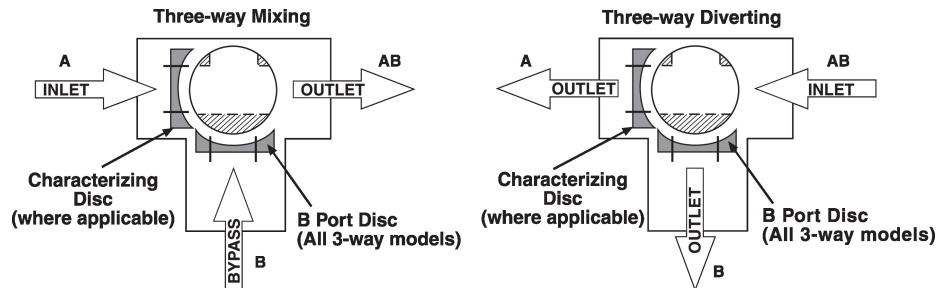 Three-way Mixing
A
AB
INLET
OUTLET
Characterizing
Disc
(where applicable)
B Port Disc
(All 3-way models)
BYPASS
B
Three-way Diverting
A
AB
OUTLET
INLET
Characterizing
Disc
(where applicable)
B Port Disc
(All 3-way models)
OUTLET
B